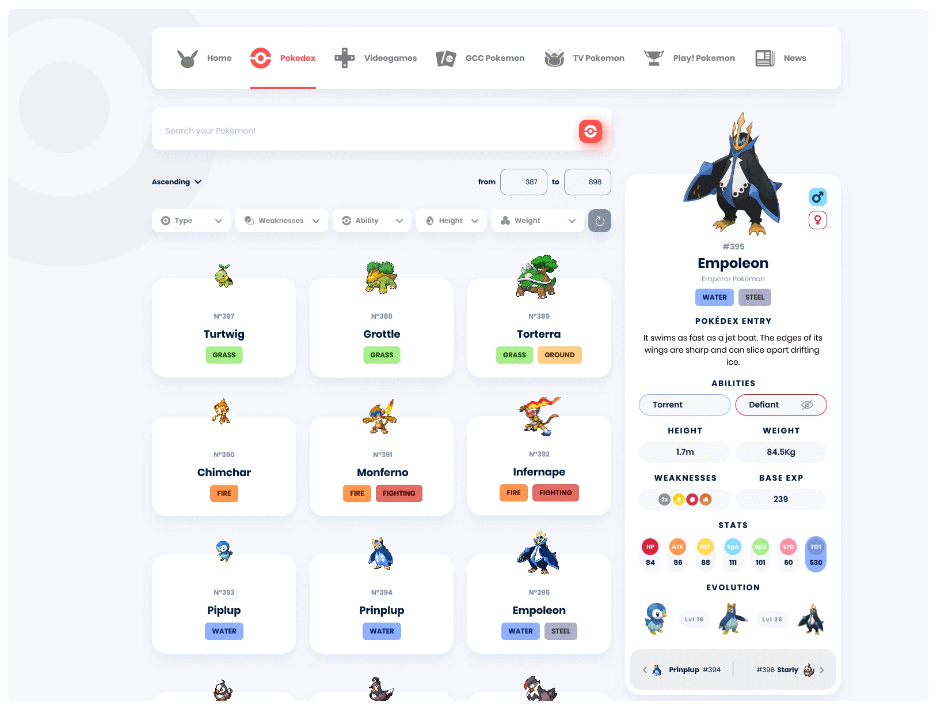 Home Pokedex Videogames GCC Pokemon TV Pokemon Play! Pokemon News
Search your Pokémon!
Ascending from 387 to 898
Type Weaknesses Ability Height Weight
N°387 N°388 N°389
Turtwig Grottle Torterra
GRASS GRASS GRASS GROUND
N°390 N°391 N°392
Chimchar Monferno Infernape
FIRE FIRE FIGHTING FIRE FIGHTING
N°393 N°394 N°395
Piplup Prinplup Empoleon
WATER WATER WATER STEEL
#395
Empoleon
Emperor Pokémon
WATER STEEL
POKÉDEX ENTRY
It swims as fast as a jet boat. The edges of its
wings are sharp and can slice apart drifting
ice.
ABILITIES
Torrent Defiant
HEIGHT WEIGHT
1.7m 84.5Kg
WEAKNESSES BASE EXP
2x 239
STATS
HP ATK DEF SpA SpD SPD TOT
84 86 88 111 101 60 530
EVOLUTION
Lvl 16 Lvl 36
Prinplup #394 #396 Starly